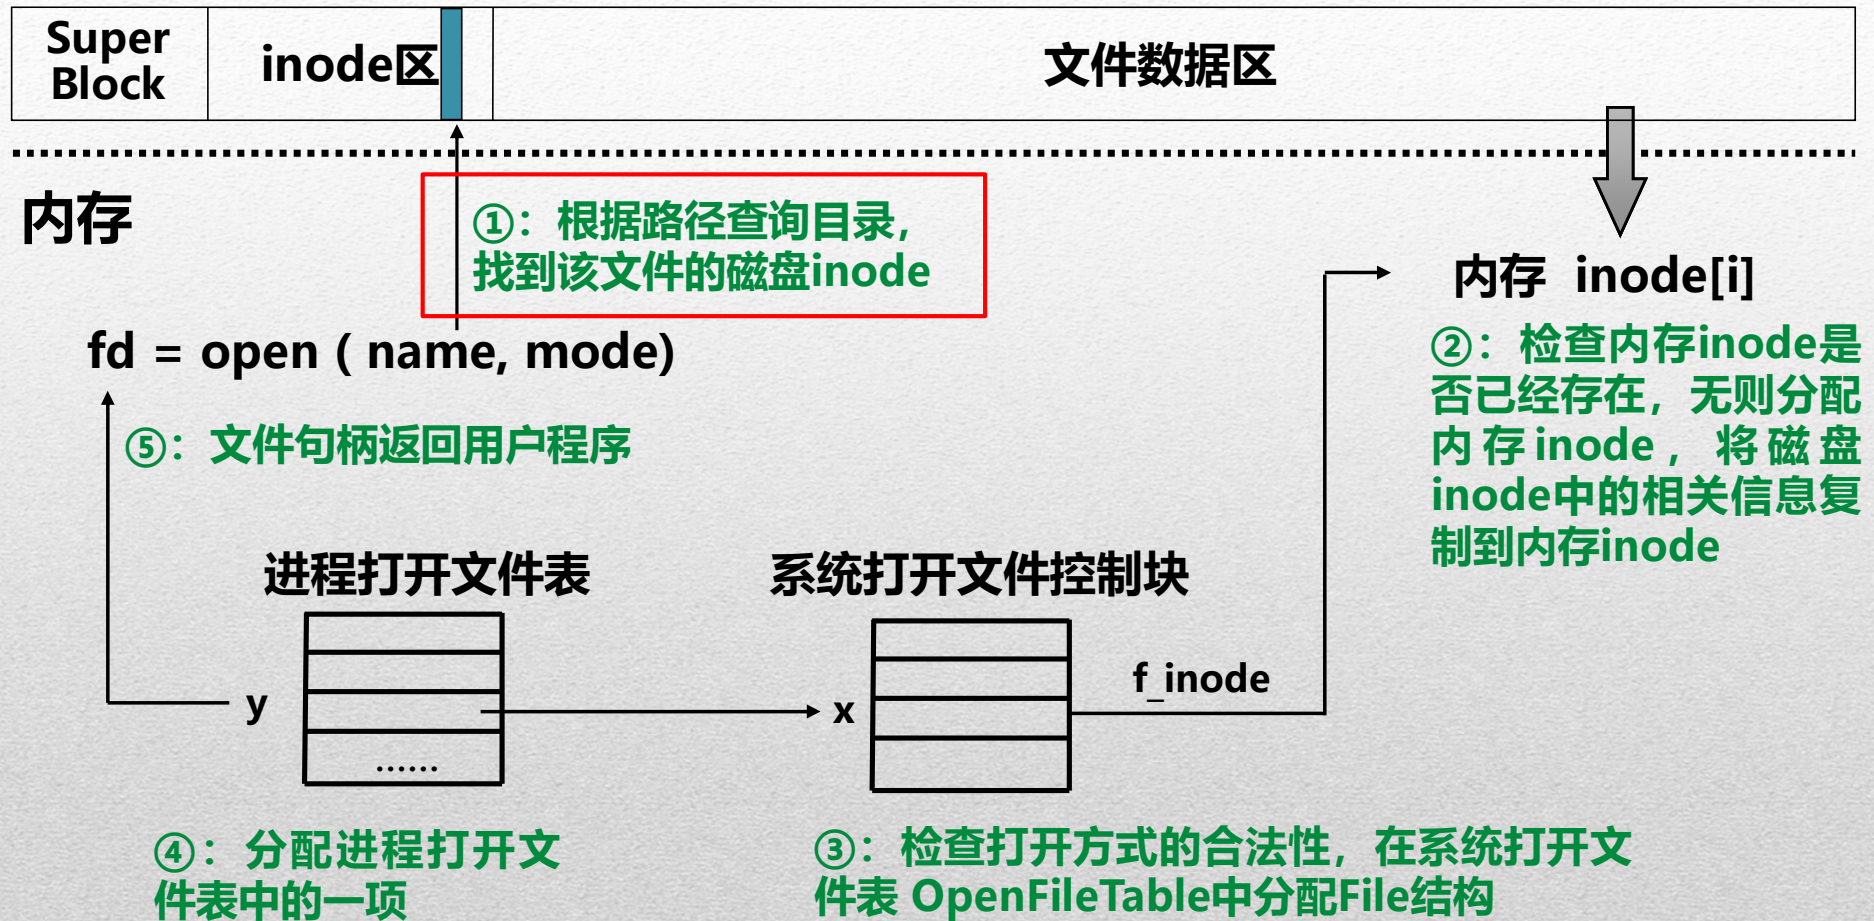 Super
Block
inode区
文件数据区
内存
①：根据路径查询目录，
找到该文件的磁盘inode
fd = open ( name, mode)
⑤：文件句柄返回用户程序
内存 inode[i]
②：检查内存inode是
否已经存在，无则分配
内存inode，将磁盘
inode中的相关信息复
制到内存inode
进程打开文件表
系统打开文件控制块
f_inode
y
x
......
④：分配进程打开文
件表中的一项
③：检查打开方式的合法性，在系统打开文
件表 OpenFileTable中分配File结构